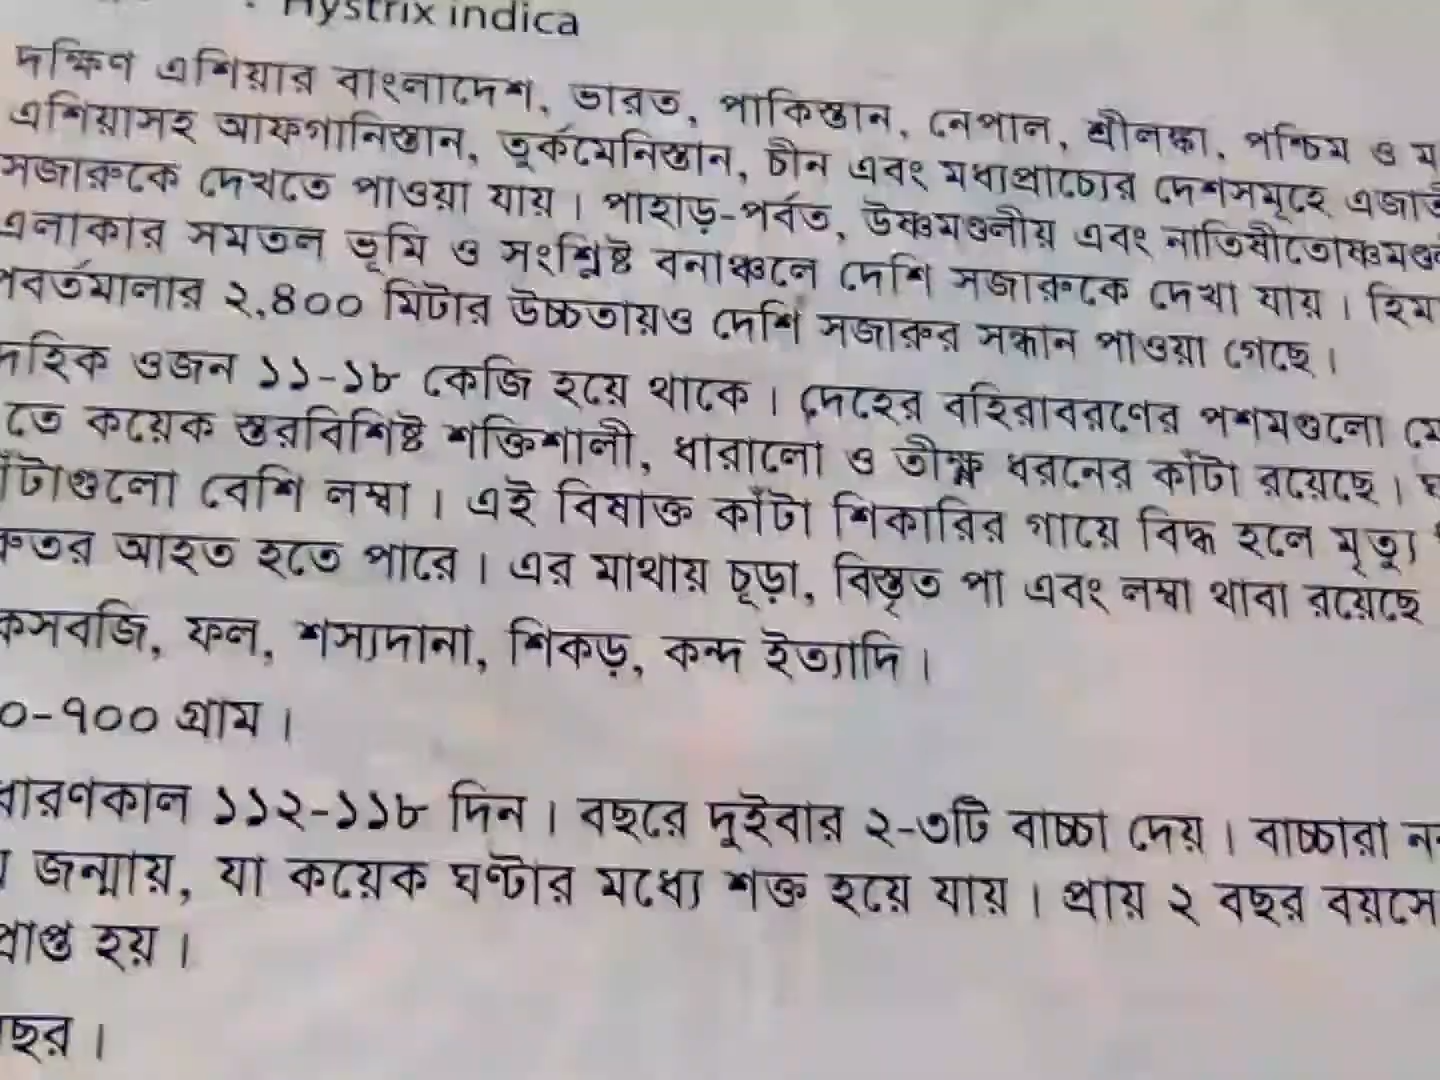 : Hystrix indica
দক্ষিণ এশিয়ার বাংলাদেশ, ভারত, পাকিস্তান, নেপাল, শ্রীলঙ্কা, পশ্চিম ও ম
এশিয়াসহ আফগানিস্তান, তুর্কমেনিস্তান, চীন এবং মধ্যপ্রাচ্যের দেশসমূহে এজাতী
সজারুকে দেখতে পাওয়া যায়। পাহাড়-পর্বত, উষ্ণমণ্ডলীয় এবং নাতিষীতোষ্ণমণ্ড
এলাকার সমতল ভূমি ও সংশ্লিষ্ট বনাঞ্চলে দেশি সজারুকে দেখা যায়। হিম
পবর্তমালার ২,৪০০ মিটার উচ্চতায়ও দেশি সজারুর সন্ধান পাওয়া গেছে।
দহিক ওজন ১১-১৮ কেজি হয়ে থাকে। দেহের বহিরাবরণের পশমগুলো মো
তে কয়েক স্তরবিশিষ্ট শক্তিশালী, ধারালো ও তীক্ষ্ণ ধরনের কাঁটা রয়েছে।
াঁটাগুলো বেশি লম্বা। এই বিষাক্ত কাঁটা শিকারির গায়ে বিদ্ধ হলে মৃত্যু
রুতর আহত হতে পারে। এর মাথায় চূড়া, বিস্তৃত পা এবং লম্বা থাবা রয়েছে
কসবজি, ফল, শস্যদানা, শিকড়, কন্দ ইত্যাদি।
০-৭০০ গ্রাম।
ধারণকাল ১১২-১১৮ দিন। বছরে দুইবার ২-৩টি বাচ্চা দেয়। বাচ্চারা নর
জন্মায়, যা কয়েক ঘণ্টার মধ্যে শক্ত হয়ে যায়। প্রায় ২ বছর বয়সে
প্রাপ্ত হয়।
ছর।